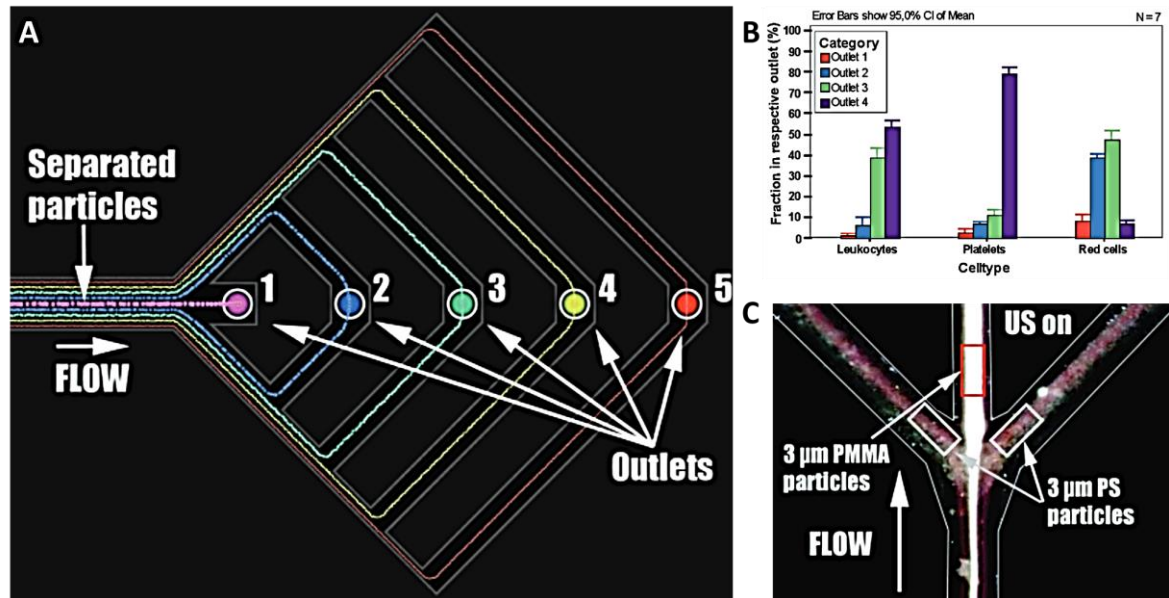 A
Separated
particles
FLOW
1
2
3
4
5
Outlets
B
Error Bars show 95,0% CI of Mean
N = 7
Fraction in respective outlet (%)
100
90
80
70
60
50
40
30
20
10
0
Category
Outlet 1
Outlet 2
Outlet 3
Outlet 4
Leukocytes
Platelets
Red cells
Celltype
C
US on
3 µm PMMA
particles
3 µm PS
particles
FLOW